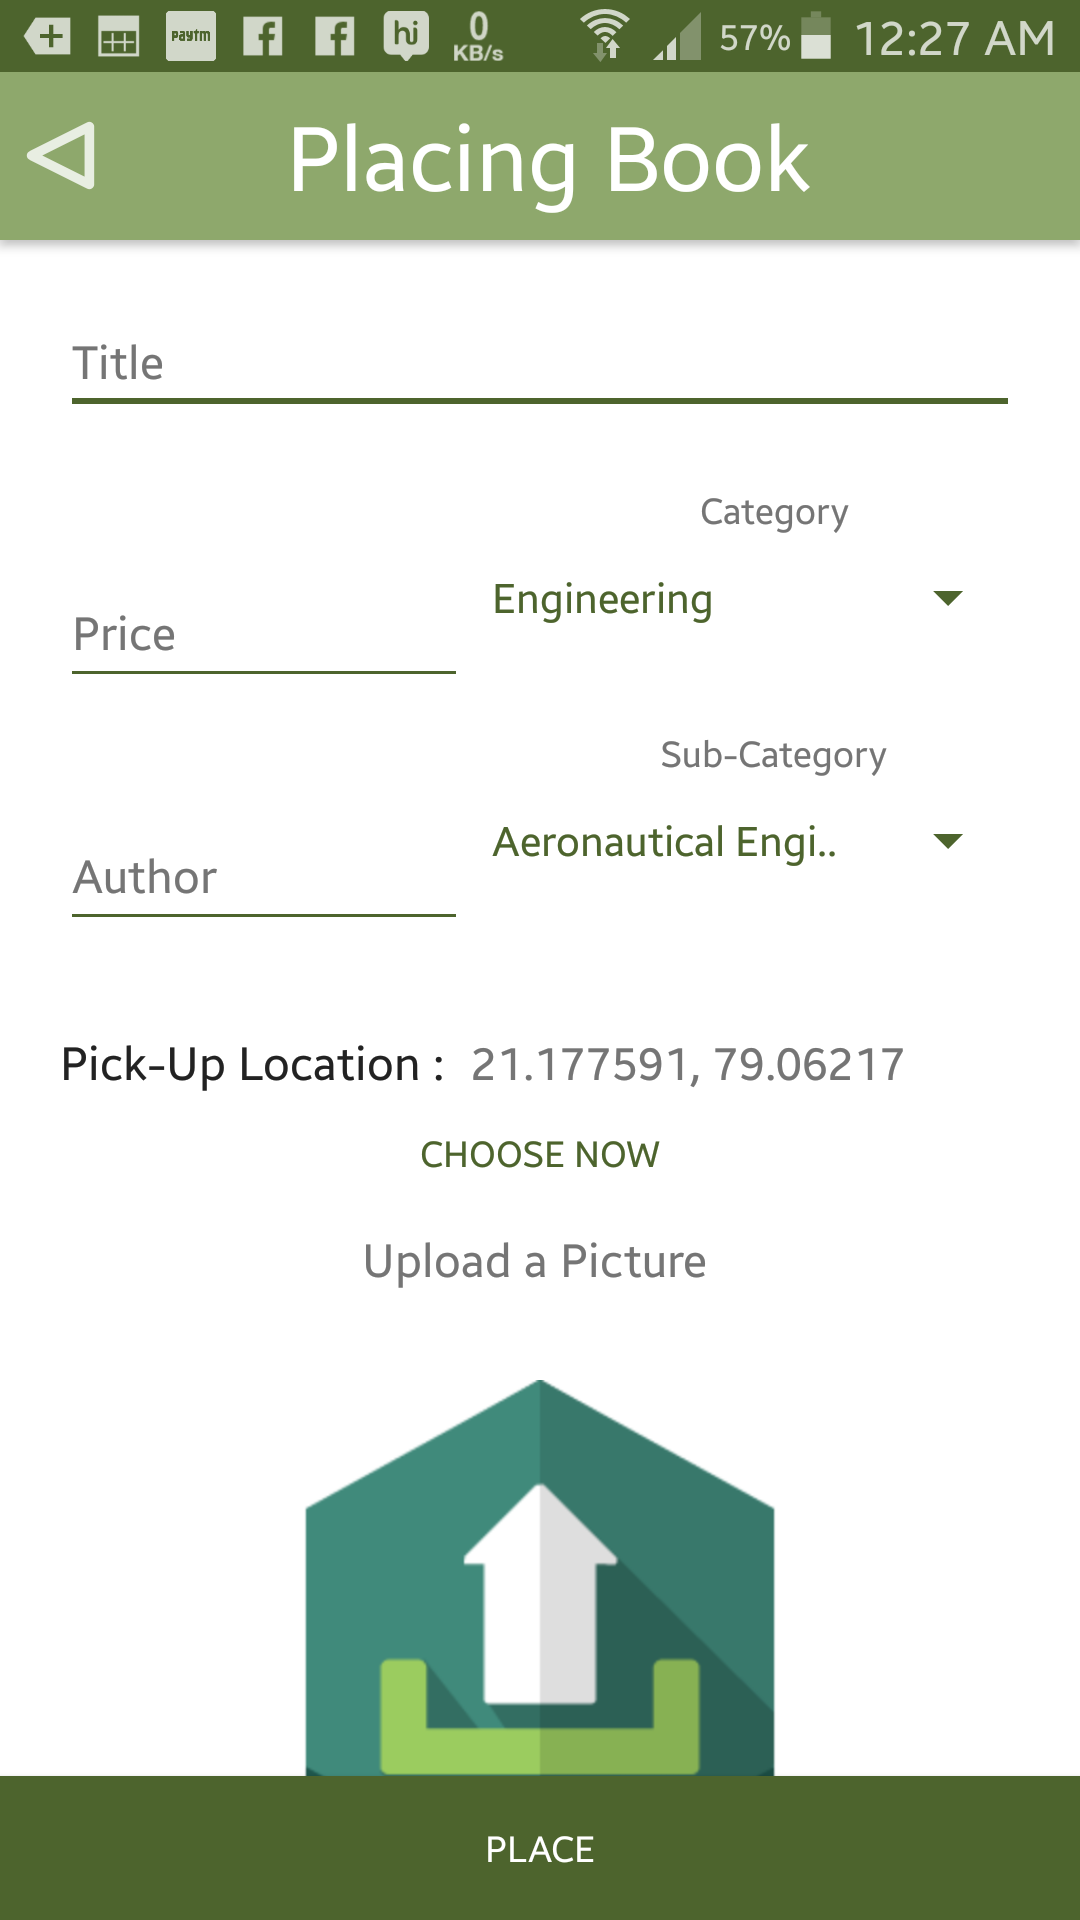 paytm hi 0 KB/s 57% 12:27 AM
Placing Book
Title
Category
Engineering
Price
Sub-Category
Aeronautical Engi..
Author
Pick-Up Location : 21.177591, 79.06217
CHOOSE NOW
Upload a Picture
PLACE